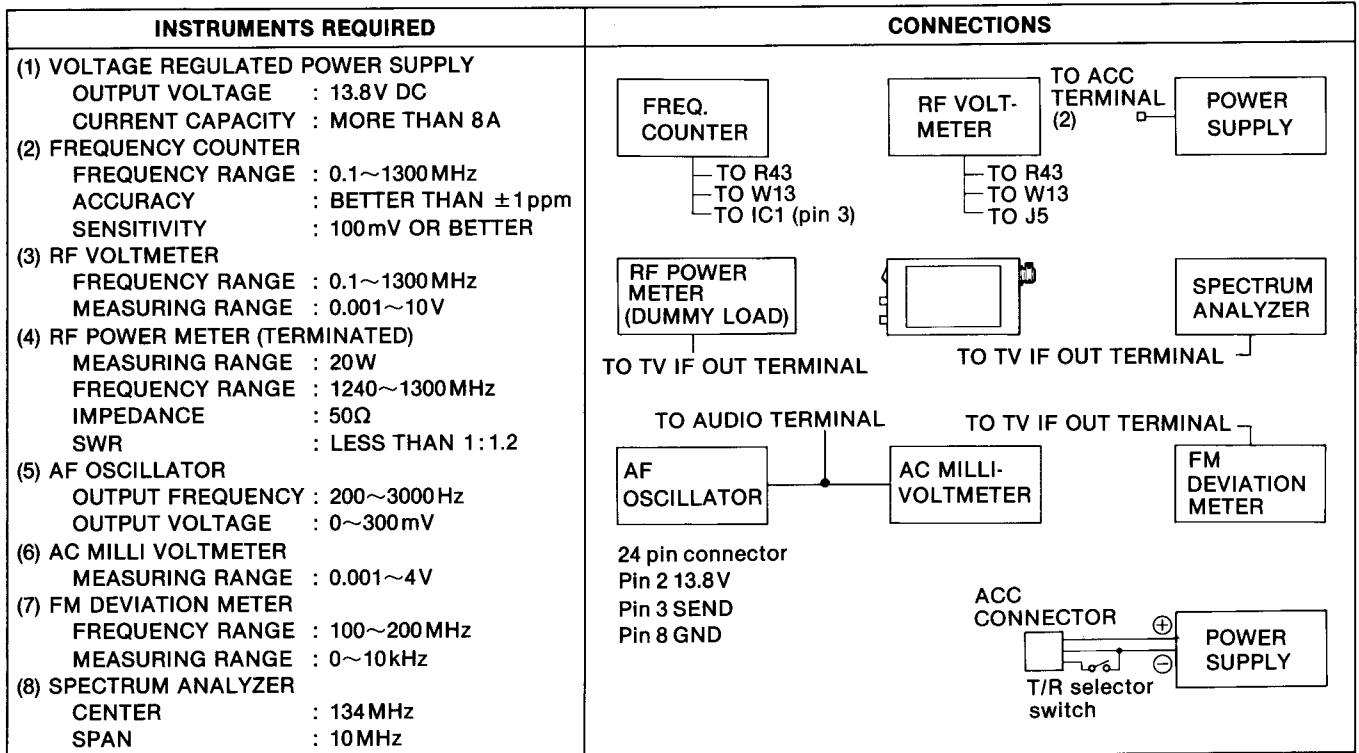 INSTRUMENTS REQUIRED
(1) VOLTAGE REGULATED POWER SUPPLY
OUTPUT VOLTAGE : 13.8V DC
CURRENT CAPACITY : MORE THAN 8A
(2) FREQUENCY COUNTER
FREQUENCY RANGE : 0.1~1300MHz
ACCURACY : BETTER THAN ±1ppm
SENSITIVITY : 100mV OR BETTER
(3) RF VOLTMETER
FREQUENCY RANGE : 0.1~1300MHz
MEASURING RANGE : 0.001~10V
(4) RF POWER METER (TERMINATED)
MEASURING RANGE : 20W
FREQUENCY RANGE : 1240~1300MHz
IMPEDANCE : 50Ω
SWR : LESS THAN 1:1.2
(5) AF OSCILLATOR
OUTPUT FREQUENCY : 200~3000Hz
OUTPUT VOLTAGE : 0~300mV
(6) AC MILLI VOLTMETER
MEASURING RANGE : 0.001~4V
(7) FM DEVIATION METER
FREQUENCY RANGE : 100~200MHz
MEASURING RANGE : 0~10kHz
(8) SPECTRUM ANALYZER
CENTER : 134MHz
SPAN : 10MHz
CONNECTIONS
FREQ.
COUNTER
TO R43
TO W13
TO IC1 (pin 3)
RF VOLT-
METER
TO R43
TO W13
TO J5
TO ACC
TERMINAL
(2)
POWER
SUPPLY
RF POWER
METER
(DUMMY LOAD)
TO TV IF OUT TERMINAL
SPECTRUM
ANALYZER
TO TV IF OUT TERMINAL
TO AUDIO TERMINAL
AF
OSCILLATOR
AC MILLI-
VOLTMETER
TO TV IF OUT TERMINAL
FM
DEVIATION
METER
24 pin connector
Pin 2 13.8V
Pin 3 SEND
Pin 8 GND
ACC
CONNECTOR
⊕
⊖
POWER
SUPPLY
T/R selector
switch